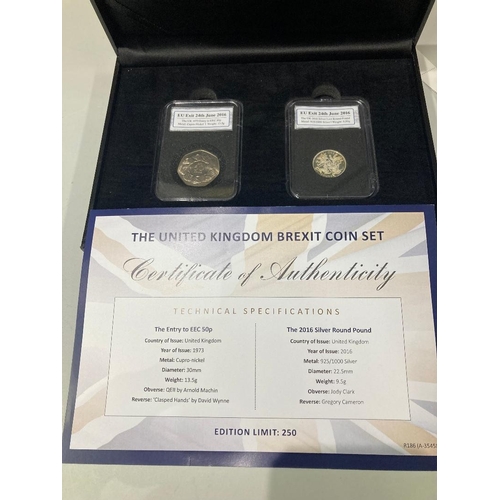 EU Exit 24th June 2016
EU Exit 24th June 2016
THE UNITED KINGDOM BREXIT COIN SET
Certificate of Authenticity
TECHNICAL SPECIFICATIONS
The Entry to EEC 50p
Country of Issue: United Kingdom
Year of Issue: 1973
Metal: Cupro-nickel
Diameter: 30mm
Weight: 13.5g
Obverse: QEII by Arnold Machin
Reverse: 'Clasped Hands' by David Wynne
The 2016 Silver Round Pound
Country of Issue: United Kingdom
Year of Issue: 2016
Metal: 925/1000 Silver
Diameter: 22.5mm
Weight: 9.5g
Obverse: Jody Clark
Reverse: Gregory Cameron
EDITION LIMIT: 250